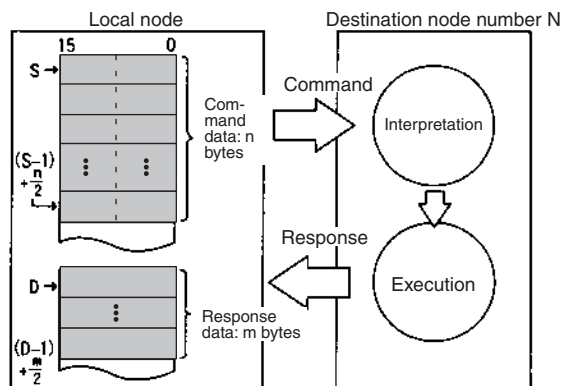 Local node
Destination node number N
15 0
S
Com-
mand
data: n
bytes
(S-1)
+n/2
Command
Interpretation
Response
Execution
D
Response
data: m bytes
(D-1)
+m/2